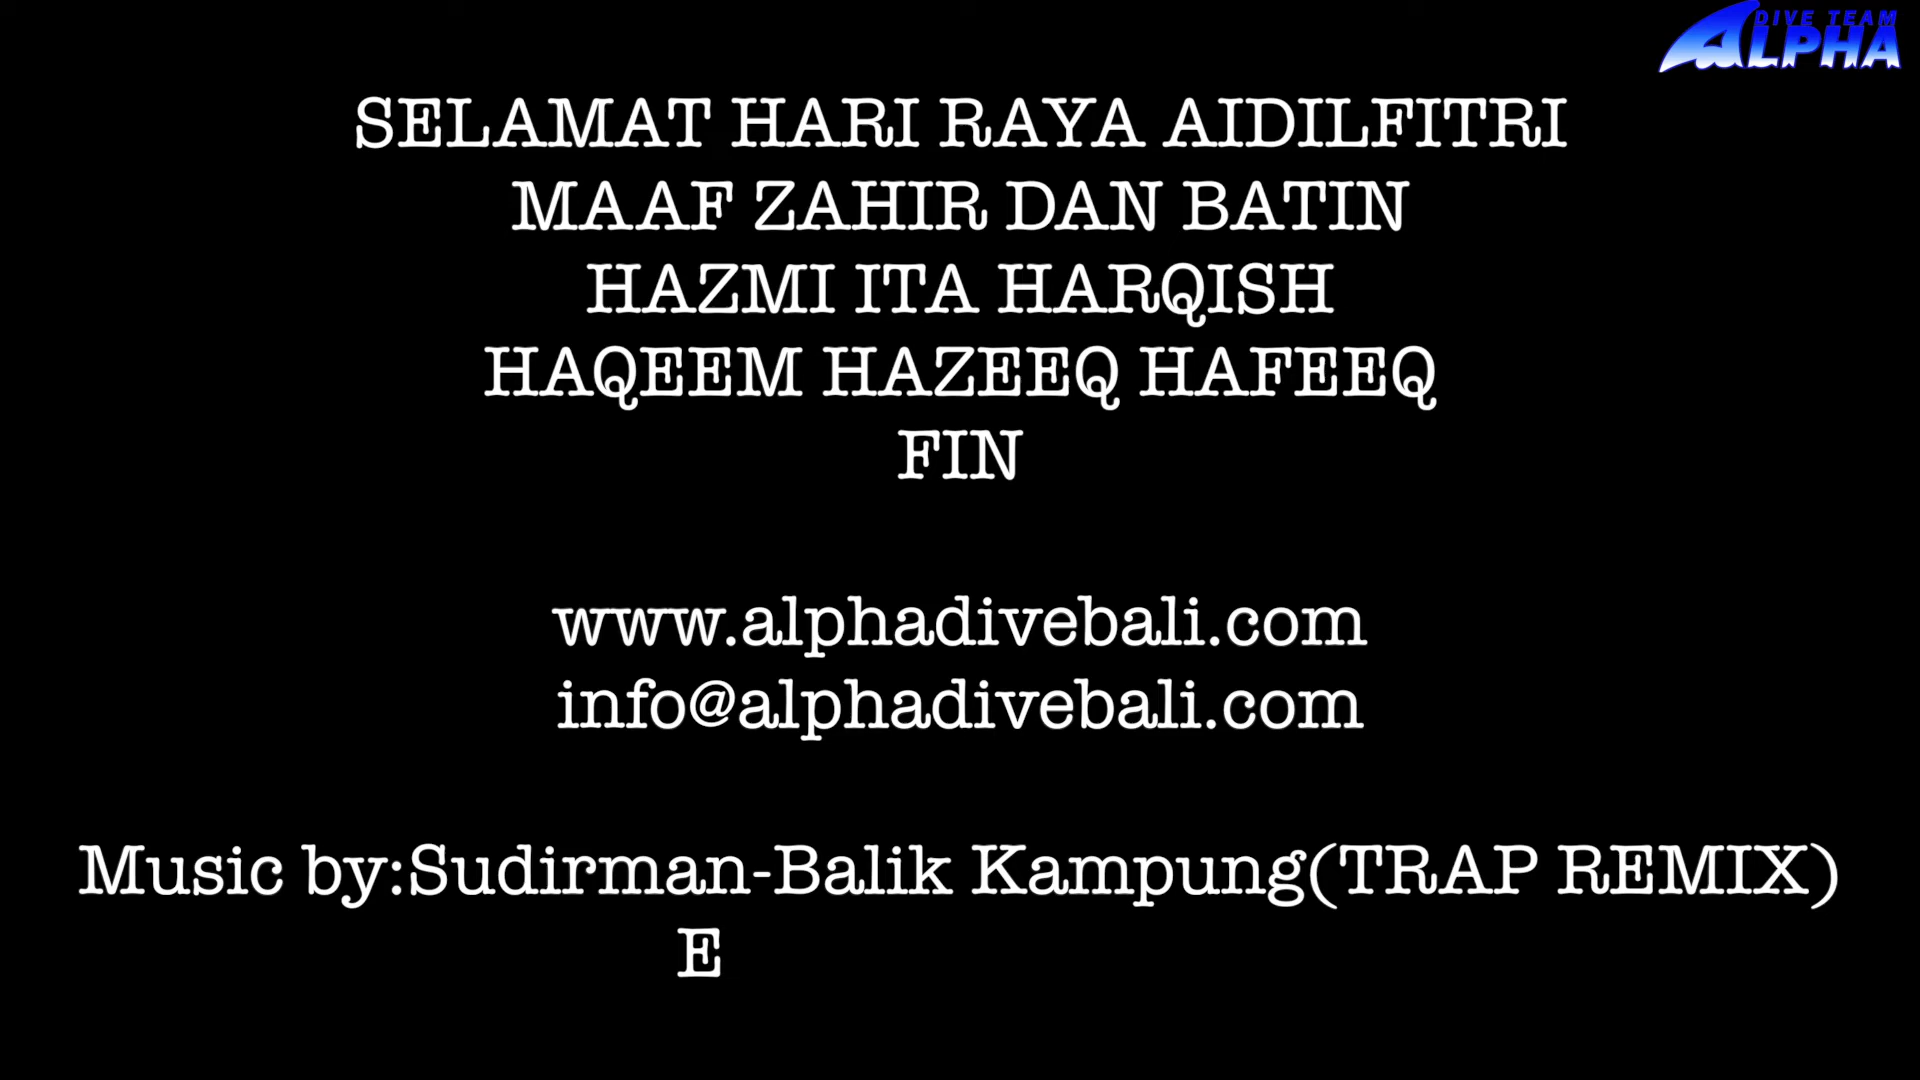 DIVE TEAM
ALPHA
SELAMAT HARI RAYA AIDILFITRI
MAAF ZAHIR DAN BATIN
HAZMI ITA HARQISH
HAQEEM HAZEEQ HAFEEQ
FIN
www.alphadivebali.com
info@alphadivebali.com
Music by:Sudirman-Balik Kampung(TRAP REMIX)
E